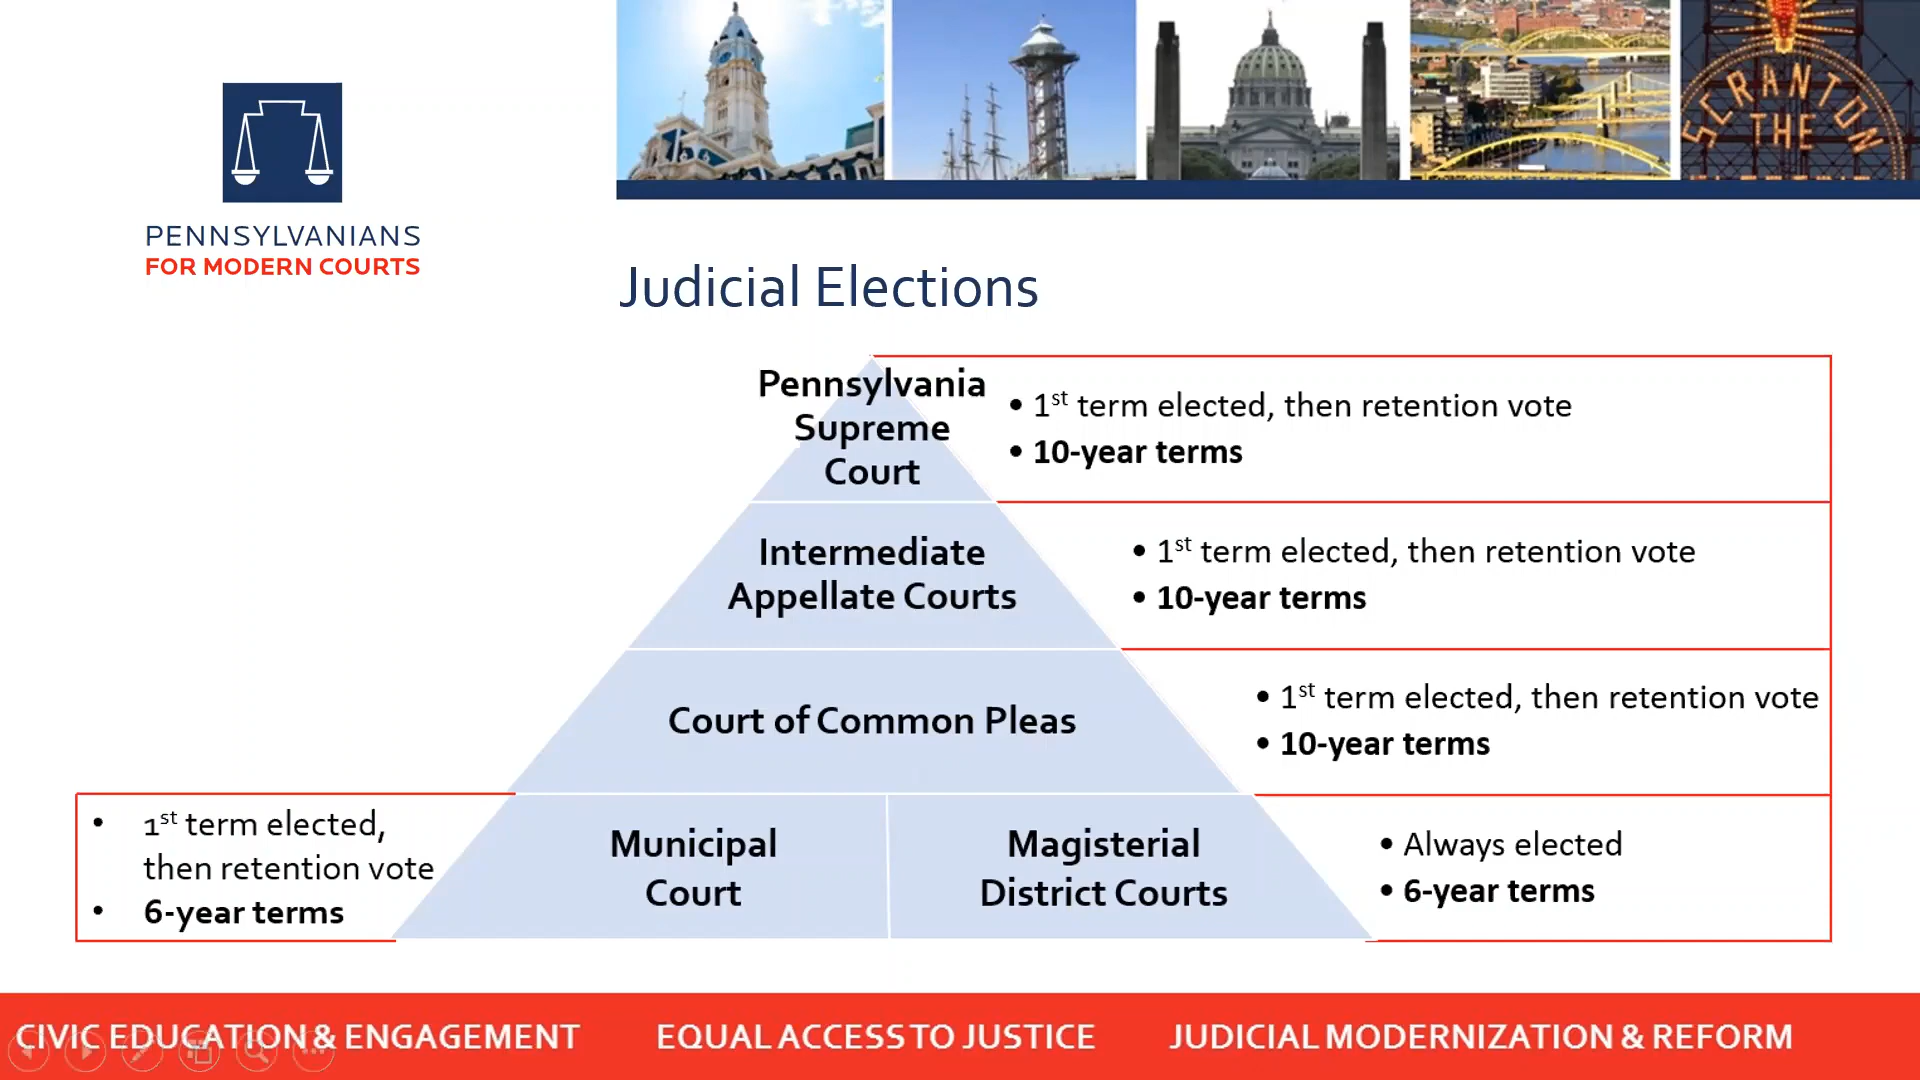 SCRANTON
THE
PENNSYLVANIANS
FOR MODERN COURTS
Judicial Elections
Pennsylvania
Supreme
Court
• 1st term elected, then retention vote
• 10-year terms
Intermediate
Appellate Courts
• 1st term elected, then retention vote
• 10-year terms
Court of Common Pleas
• 1st term elected, then retention vote
• 10-year terms
• 1st term elected,
then retention vote
• 6-year terms
Municipal
Court
Magisterial
District Courts
• Always elected
• 6-year terms
CIVIC EDUCATION & ENGAGEMENT
EQUAL ACCESS TO JUSTICE
JUDICIAL MODERNIZATION & REFORM